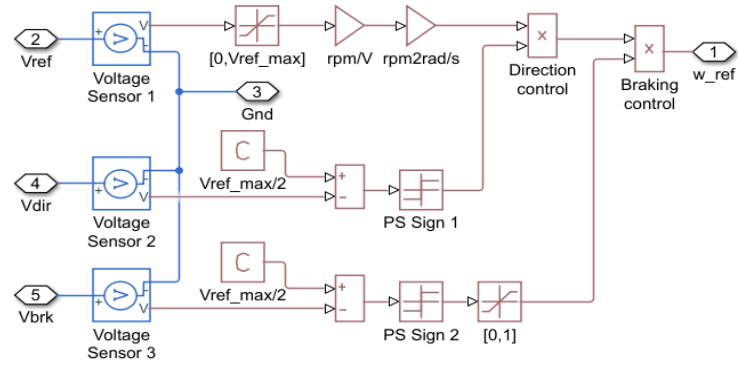 2
Vref
+
V
-
Voltage
Sensor 1
[0,Vref_max]
rpm/V
rpm2rad/s
×
Direction
control
×
Braking
control
1
w_ref
3
Gnd
4
Vdir
+
V
-
V
Voltage
Sensor 2
C
Vref_max/2
+
-
PS Sign 1
5
Vbrk
+
V
-
V
Voltage
Sensor 3
C
Vref_max/2
+
-
PS Sign 2
[0,1]